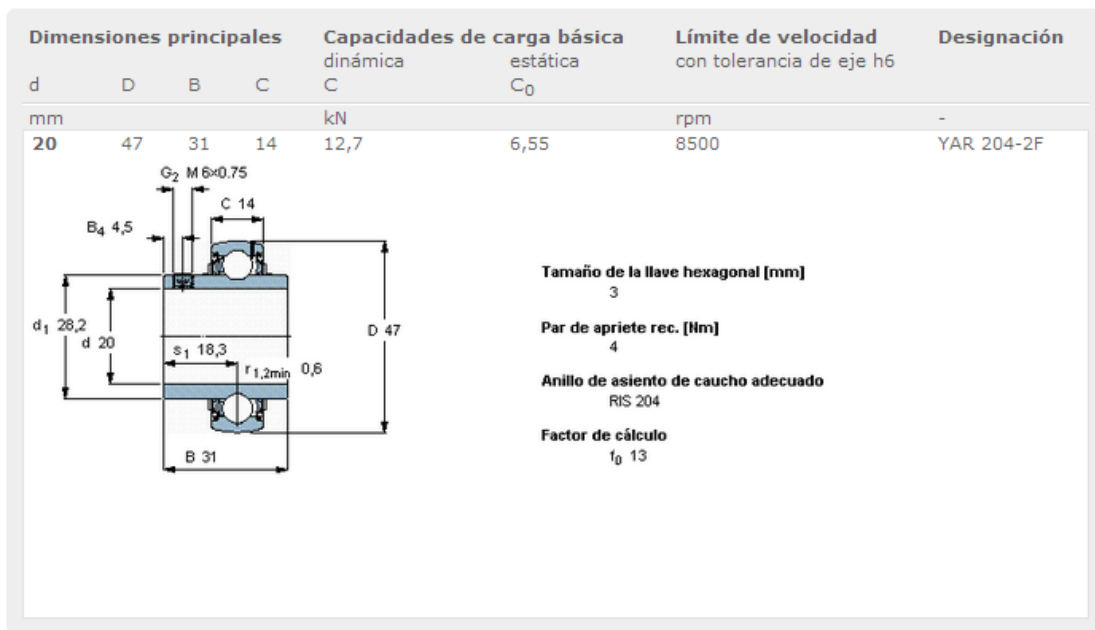 Dimensiones principales Capacidades de carga básica Límite de velocidad Designación
dinámica estática con tolerancia de eje h6
d D B C C C0
mm kN rpm -
20 47 31 14 12,7 6,55 8500 YAR 204-2F
G2 M 6×0.75
C 14
B4 4,5
d1 28,2
d 20
D 47
s1 18,3
r1,2min 0,6
B 31
Tamaño de la llave hexagonal [mm]
3
Par de apriete rec. [Nm]
4
Anillo de asiento de caucho adecuado
RIS 204
Factor de cálculo
f0 13